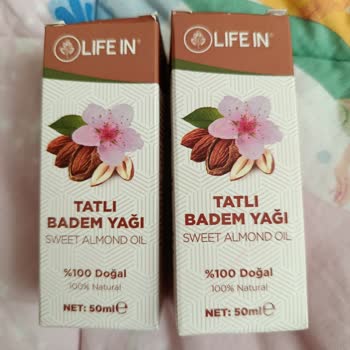 LIFE IN®
TATLI
BADEM YAĞI
SWEET ALMOND OIL
%100 Doğal
100% Natural
NET: 50ml℮
LIFE IN®
TATLI
BADEM YAĞI
SWEET ALMOND OIL
%100 Doğal
100% Natural
NET: 50ml℮